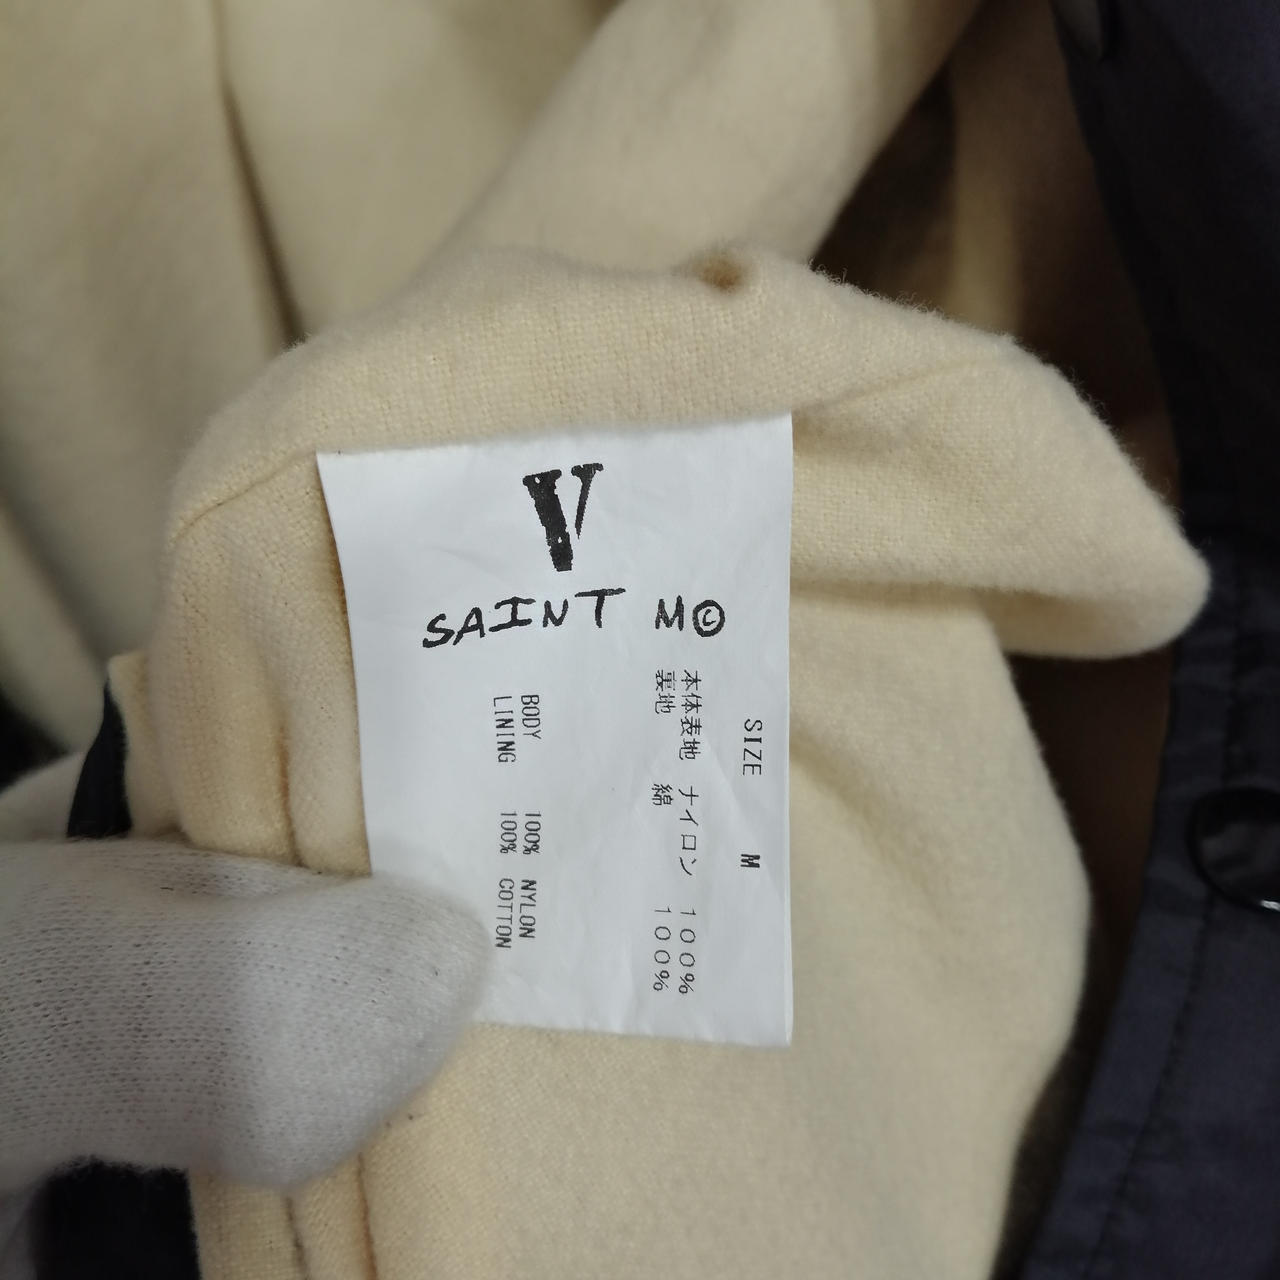 V
SAINT M©
SIZE M
本体表地 ナイロン 100%
裏地 綿 100%
BODY 100% NYLON
LINING 100% COTTON